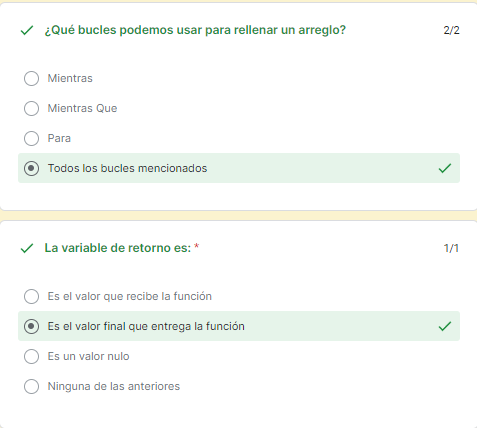 ¿Qué bucles podemos usar para rellenar un arreglo? 2/2
Mientras
Mientras Que
Para
Todos los bucles mencionados
La variable de retorno es: * 1/1
Es el valor que recibe la función
Es el valor final que entrega la función
Es un valor nulo
Ninguna de las anteriores